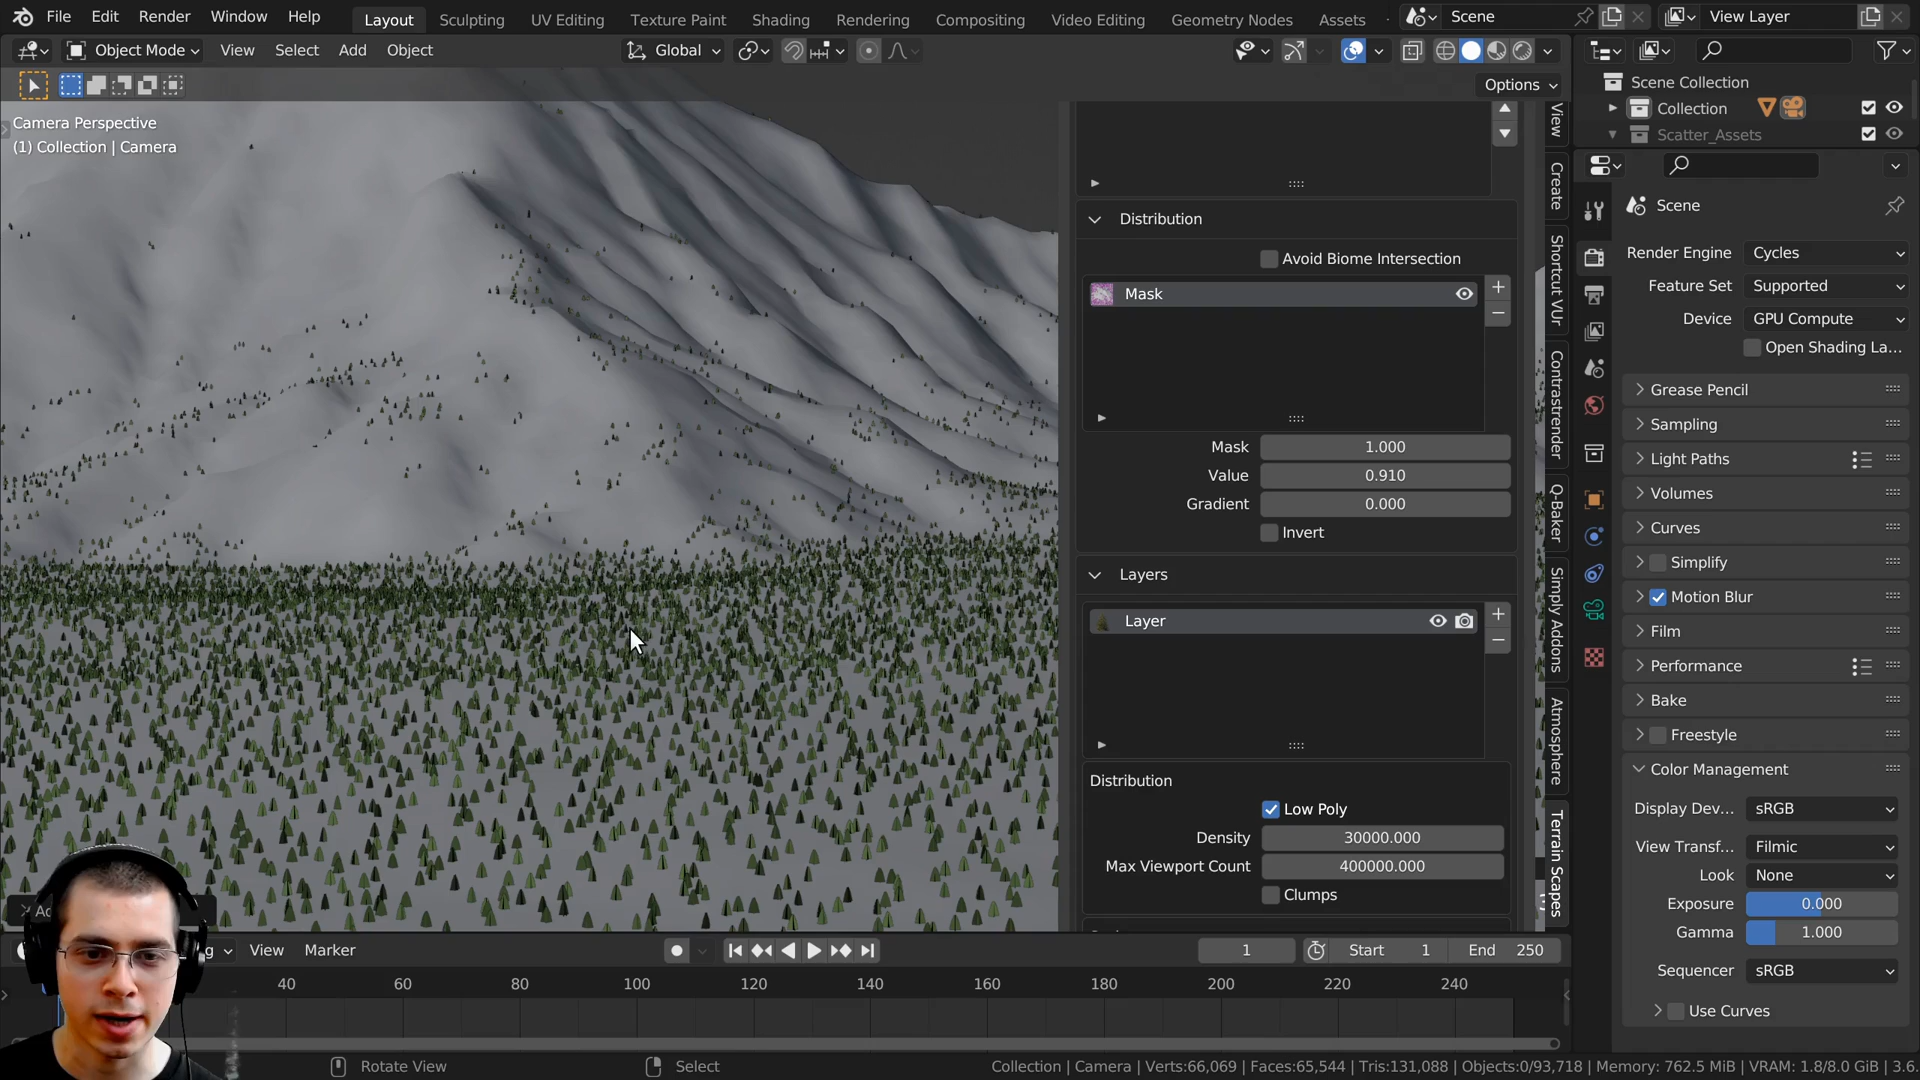 File Edit Render Window Help Layout Sculpting UV Editing Texture Paint Shading Rendering Compositing Video Editing Geometry Nodes Assets Scene View Layer
Object Mode View Select Add Object Global
Options
Camera Perspective
(1) Collection | Camera
Scene Collection
Collection
Scatter_Assets
Scene
Render Engine Cycles
Feature Set Supported
Device GPU Compute
Open Shading La...
Grease Pencil
Sampling
Light Paths
Volumes
Curves
Simplify
Motion Blur
Film
Performance
Bake
Freestyle
Color Management
Display Dev... sRGB
View Transf... Filmic
Look None
Exposure 0.000
Gamma 1.000
Sequencer sRGB
Use Curves
Distribution
Avoid Biome Intersection
Mask
Mask 1.000
Value 0.910
Gradient 0.000
Invert
Layers
Layer
Distribution
Low Poly
Density 30000.000
Max Viewport Count 400000.000
Clumps
View
Create
Shortcut VUr
Contrastrender
Q-Baker
Simply Addons
Atmosphere
Terrain Scapes
View Marker
1 Start 1 End 250
40 60 80 100 120 140 160 180 200 220 240
Rotate View Select
Collection | Camera | Verts:66,069 | Faces:65,544 | Tris:131,088 | Objects:0/93,718 | Memory: 762.5 MiB | VRAM: 1.8/8.0 GiB | 3.6.